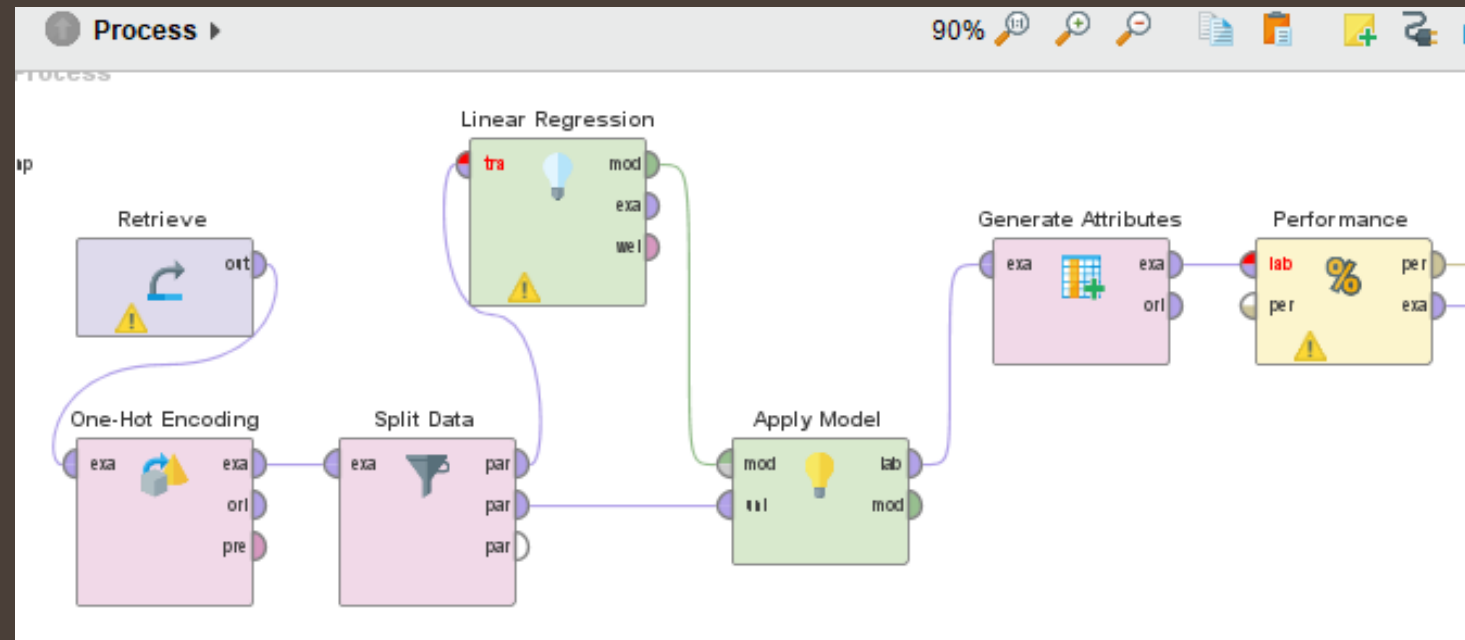 Process
90%
Process
Linear Regression
tra
mod
exa
wei
Retrieve
out
One-Hot Encoding
exa
exa
ori
pre
Split Data
exa
par
par
par
Apply Model
mod
unl
lab
mod
Generate Attributes
exa
exa
ori
Performance
lab
per
per
exa